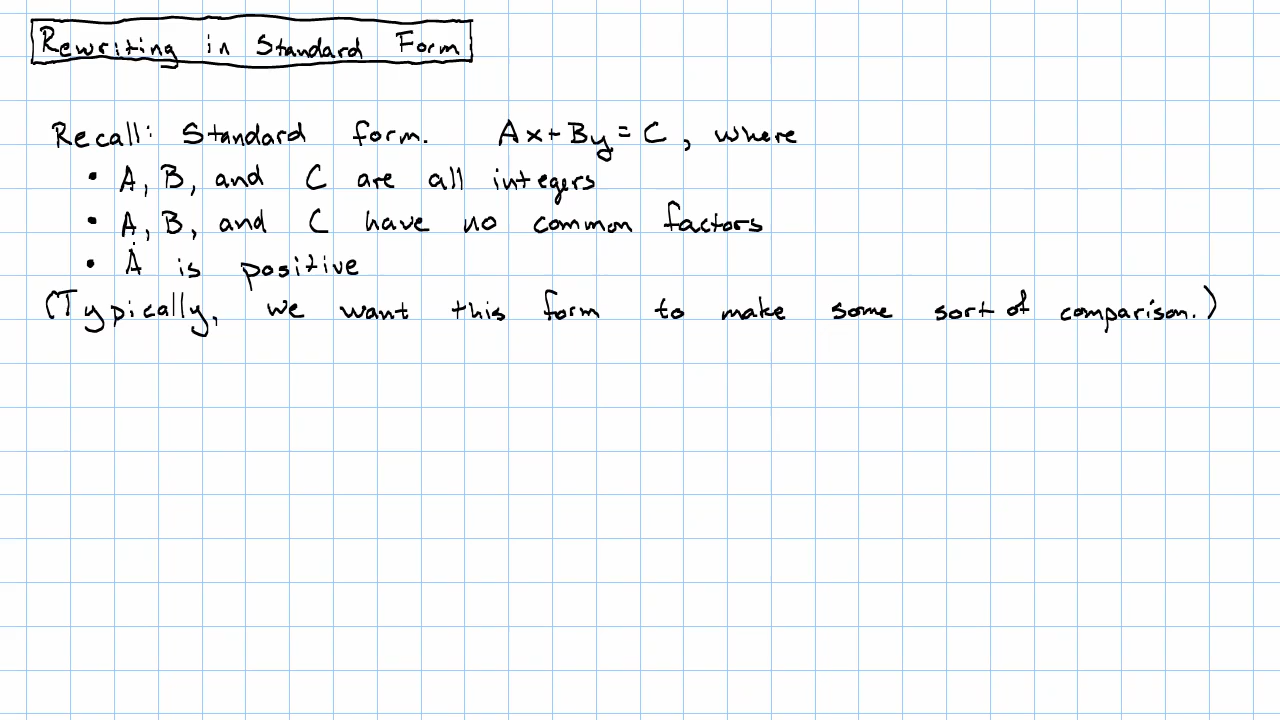 Rewriting in Standard Form
Recall: Standard form. Ax+By=C, where
• A, B, and C are all integers
• A, B, and C have no common factors
• A is positive
(Typically, we want this form to make some sort of comparison.)